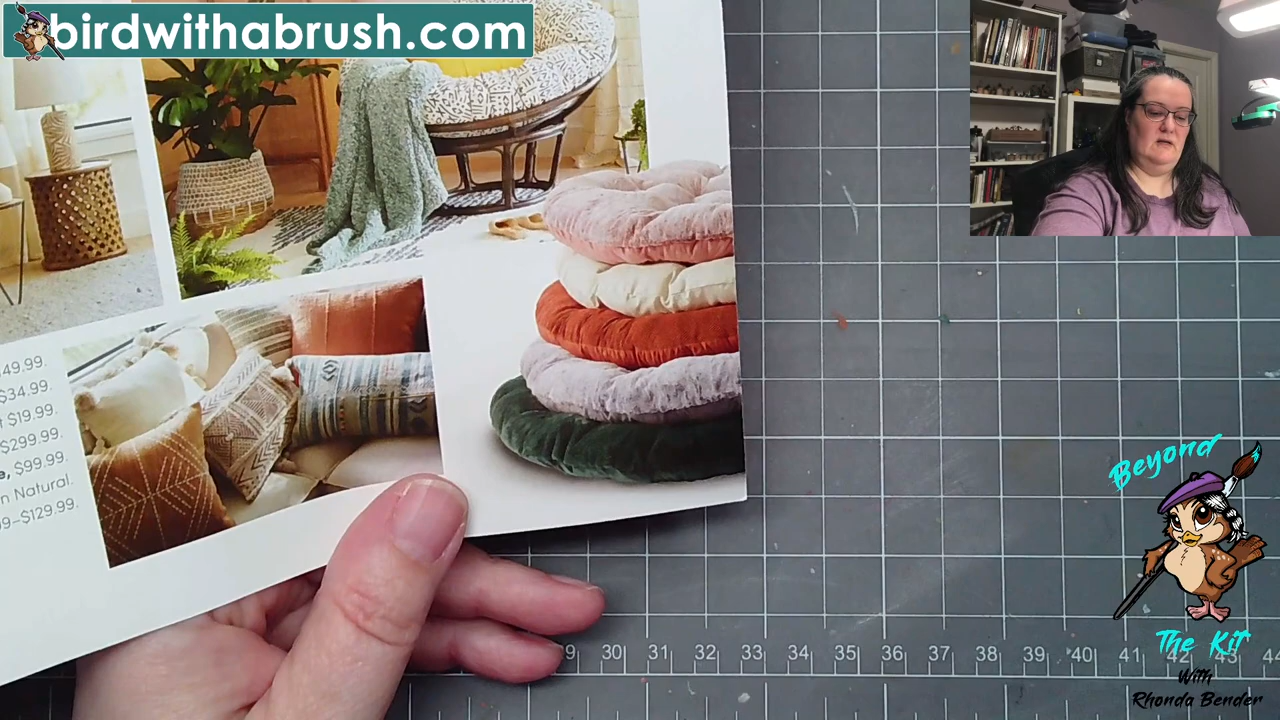 birdwithabrush.com
49.99.
$34.99.
t $19.99.
$299.99.
e, $99.99.
n Natural.
99–$129.99.
Beyond
The Kit
With
Rhonda Bender
29 30 31 32 33 34 35 36 37 38 39 40 41 42 43 44